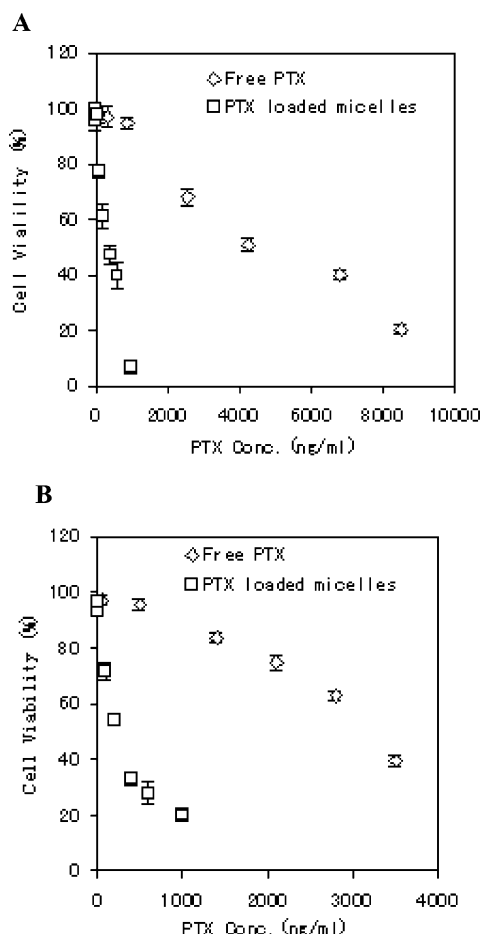 A
120
100
80
60
40
20
0
Cell Vialility (%)
Free PTX
PTX loaded micelles
0 2000 4000 6000 8000 10000
PTX Conc. (ng/ml)
B
120
100
80
60
40
20
0
Cell Viability (%)
Free PTX
PTX loaded micelles
0 1000 2000 3000 4000
PTX Conc. (ng/ml)